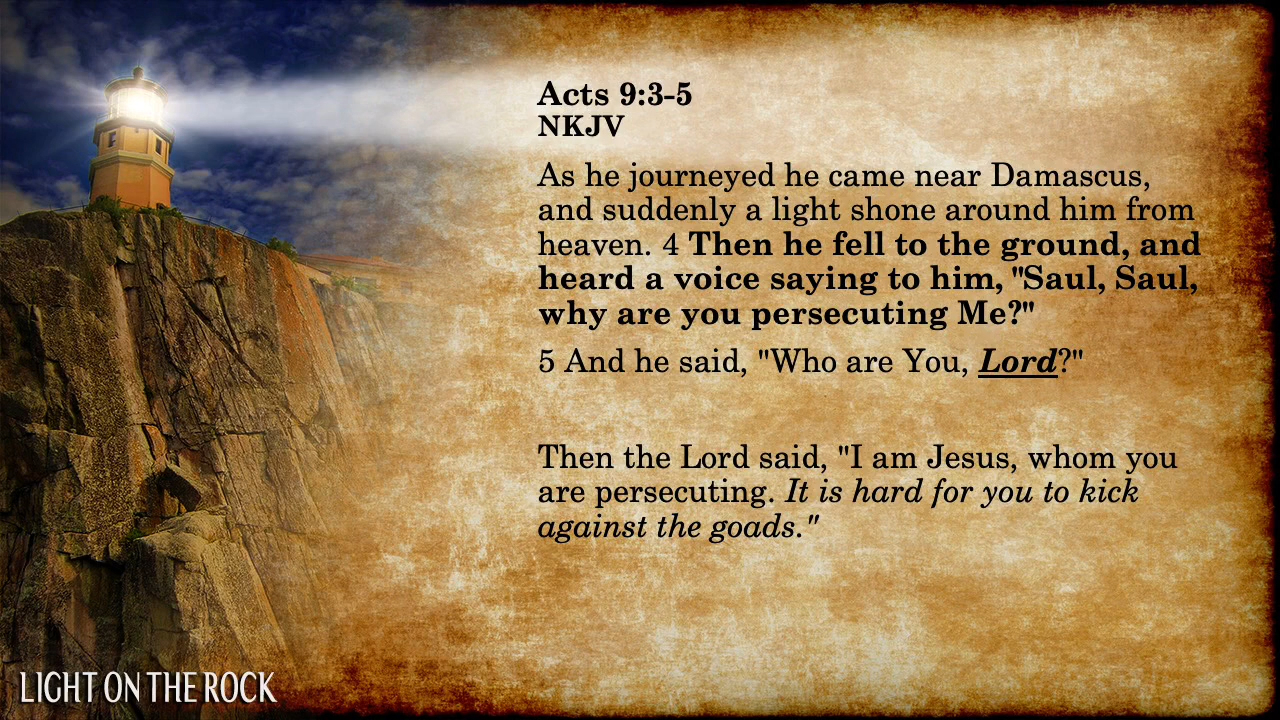 Acts 9:3-5
NKJV
As he journeyed he came near Damascus,
and suddenly a light shone around him from
heaven. 4 Then he fell to the ground, and
heard a voice saying to him, "Saul, Saul,
why are you persecuting Me?"
5 And he said, "Who are You, Lord?"
Then the Lord said, "I am Jesus, whom you
are persecuting. It is hard for you to kick
against the goads."
LIGHT ON THE ROCK